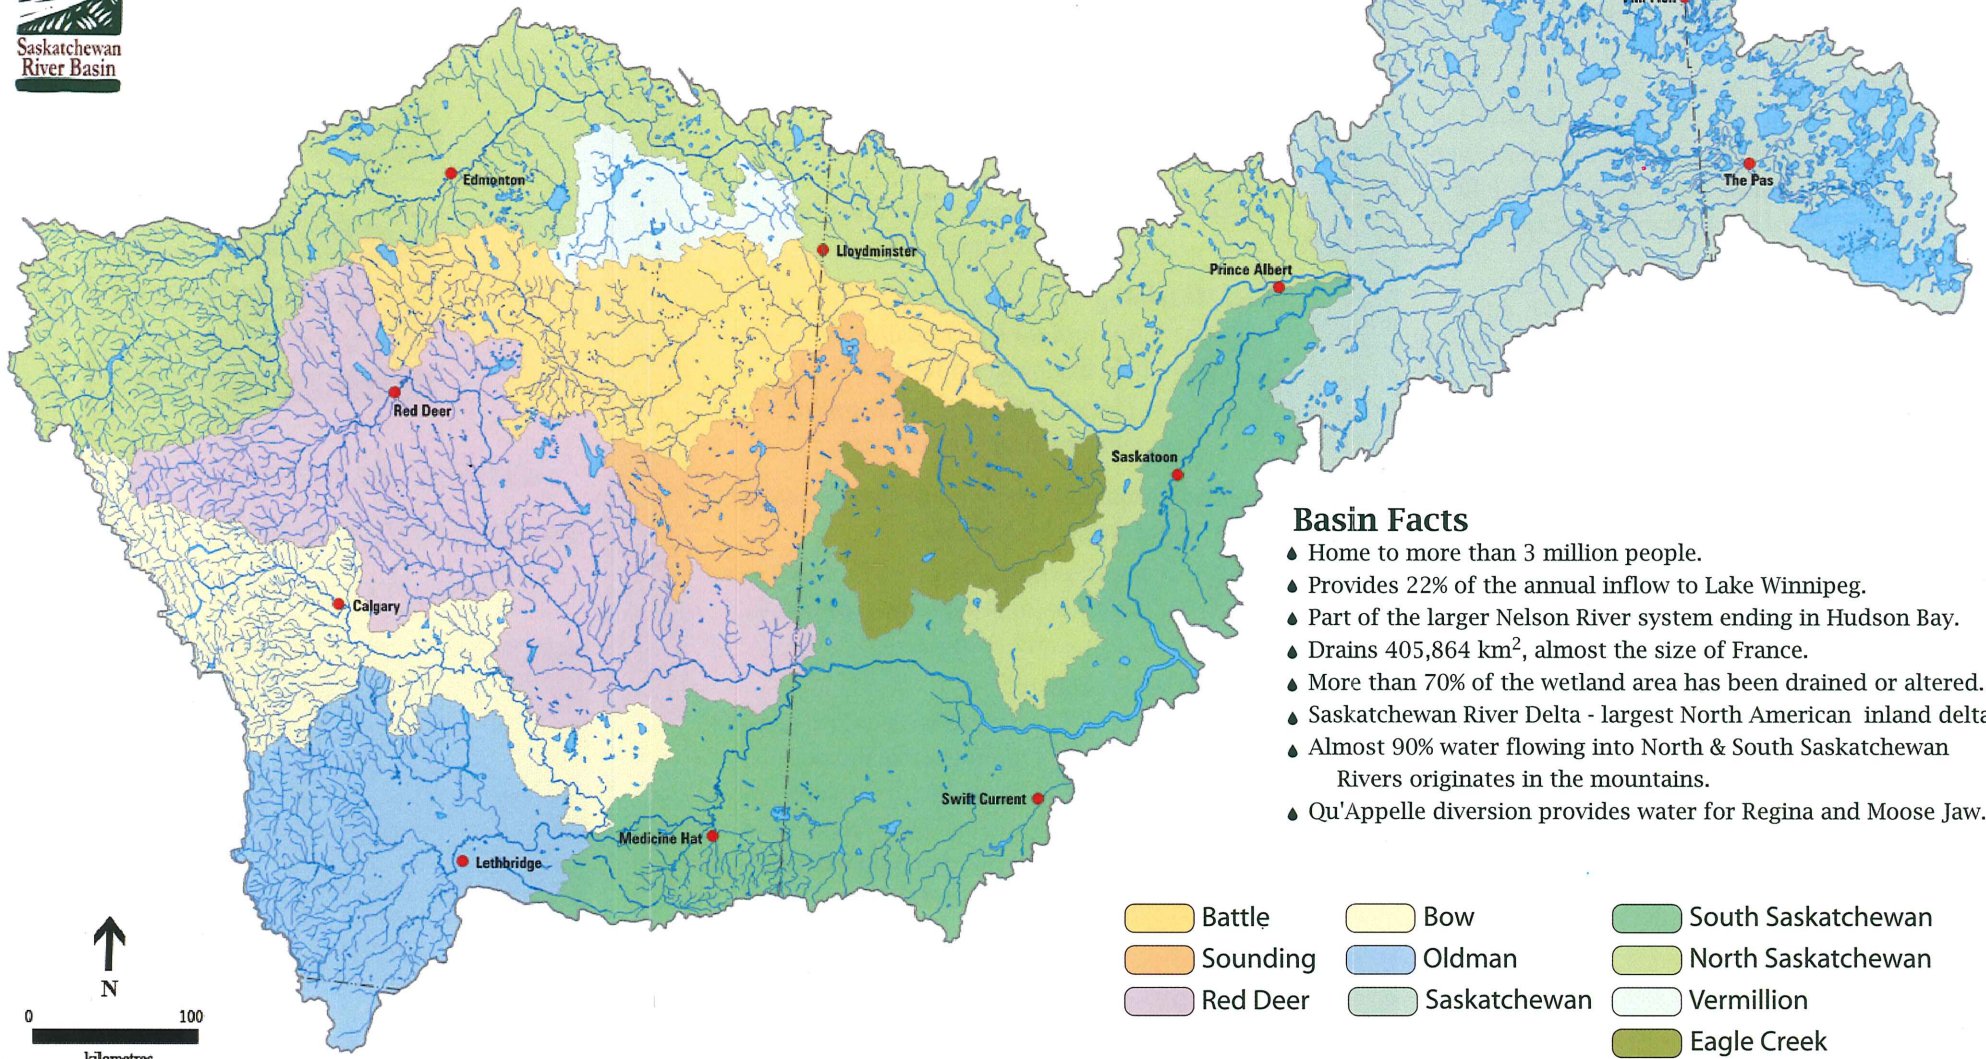 Saskatchewan
River Basin
Edmonton
Lloydminster
Prince Albert
The Pas
Red Deer
Saskatoon
Calgary
Swift Current
Medicine Hat
Lethbridge
Basin Facts
Home to more than 3 million people.
Provides 22% of the annual inflow to Lake Winnipeg.
Part of the larger Nelson River system ending in Hudson Bay.
Drains 405,864 km², almost the size of France.
More than 70% of the wetland area has been drained or altered.
Saskatchewan River Delta - largest North American inland delta
Almost 90% water flowing into North & South Saskatchewan
Rivers originates in the mountains.
Qu'Appelle diversion provides water for Regina and Moose Jaw.
Battle
Bow
South Saskatchewan
Sounding
Oldman
North Saskatchewan
Red Deer
Saskatchewan
Vermillion
Eagle Creek
N
0 100
kilometres